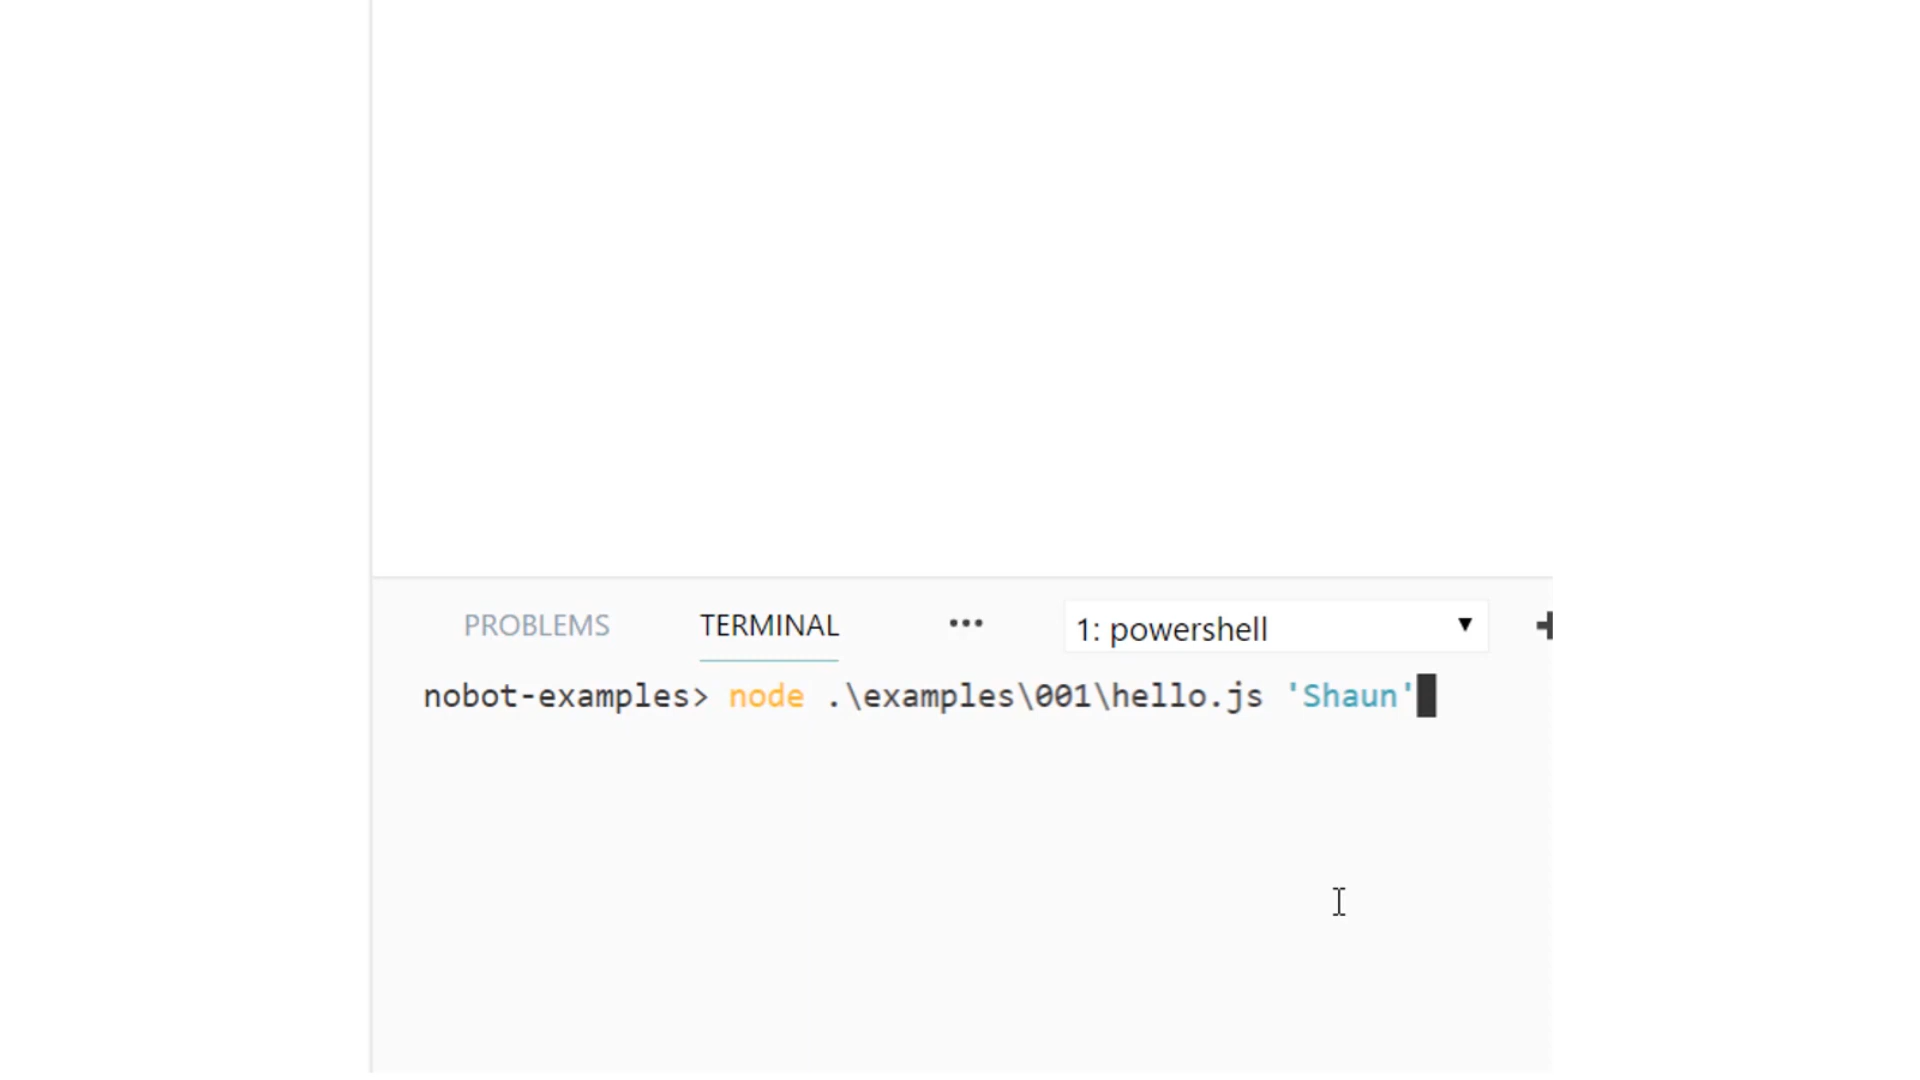 PROBLEMS TERMINAL ••• 1: powershell
nobot-examples> node .\examples\001\hello.js 'Shaun'